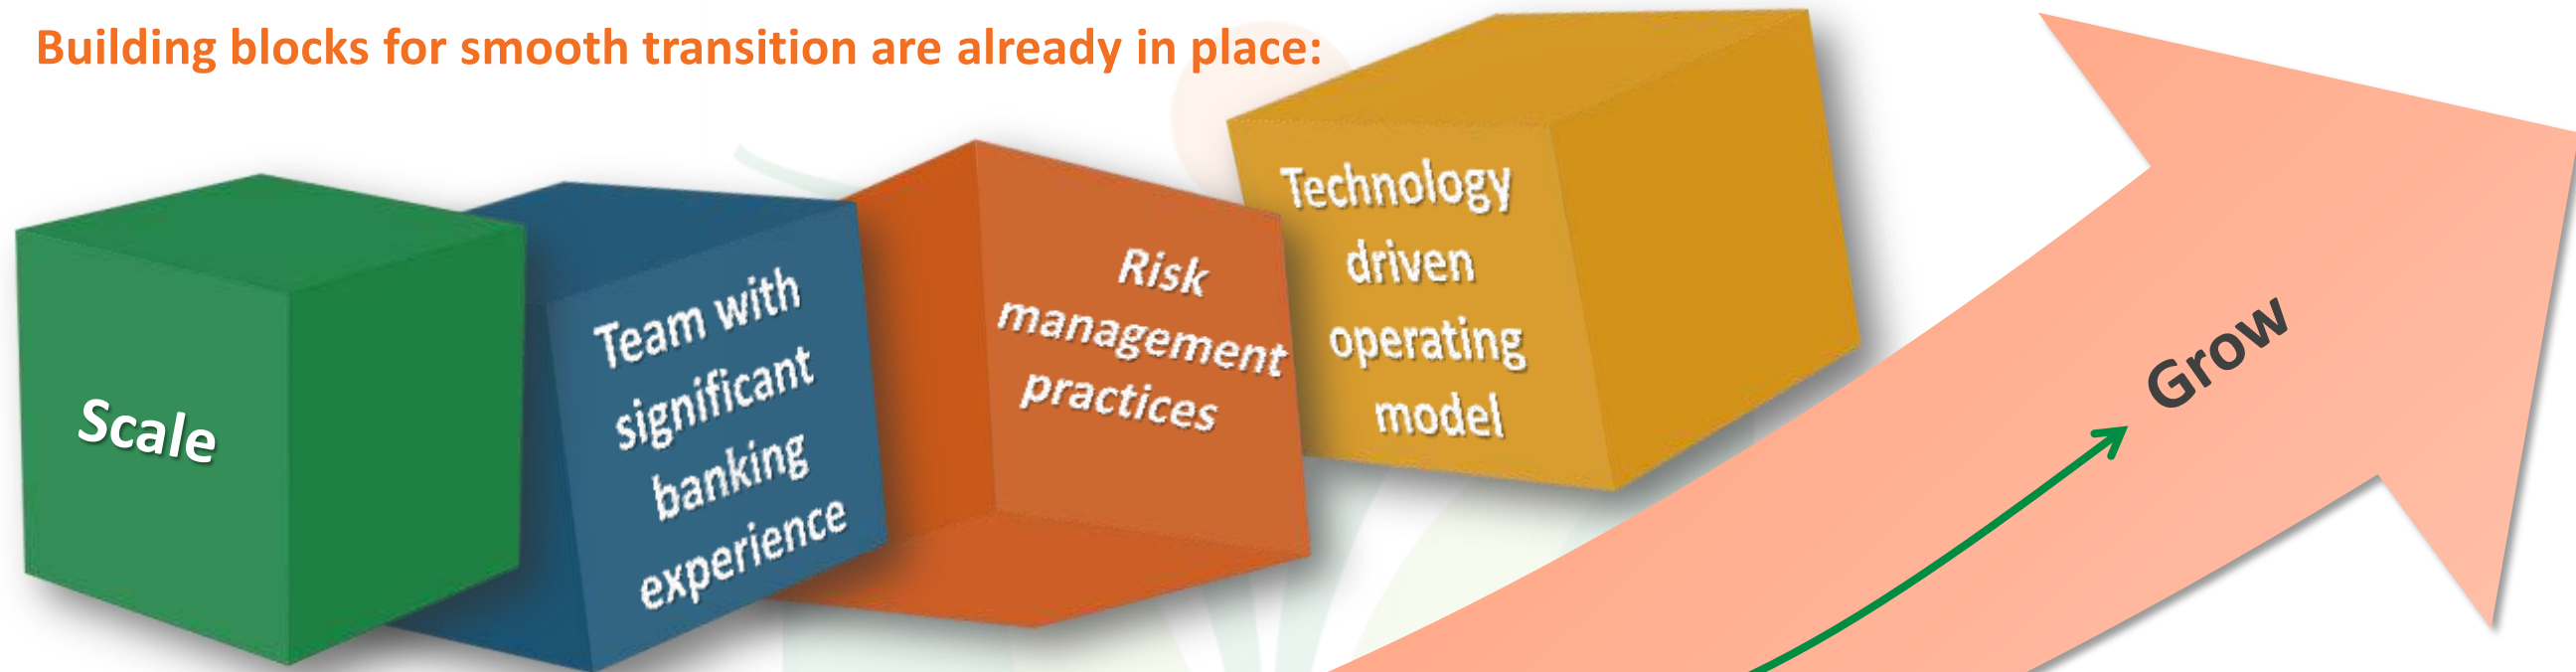 Building blocks for smooth transition are already in place:
Scale
Team with
significant
banking
experience
Risk
management
practices
Technology
driven
operating
model
Grow